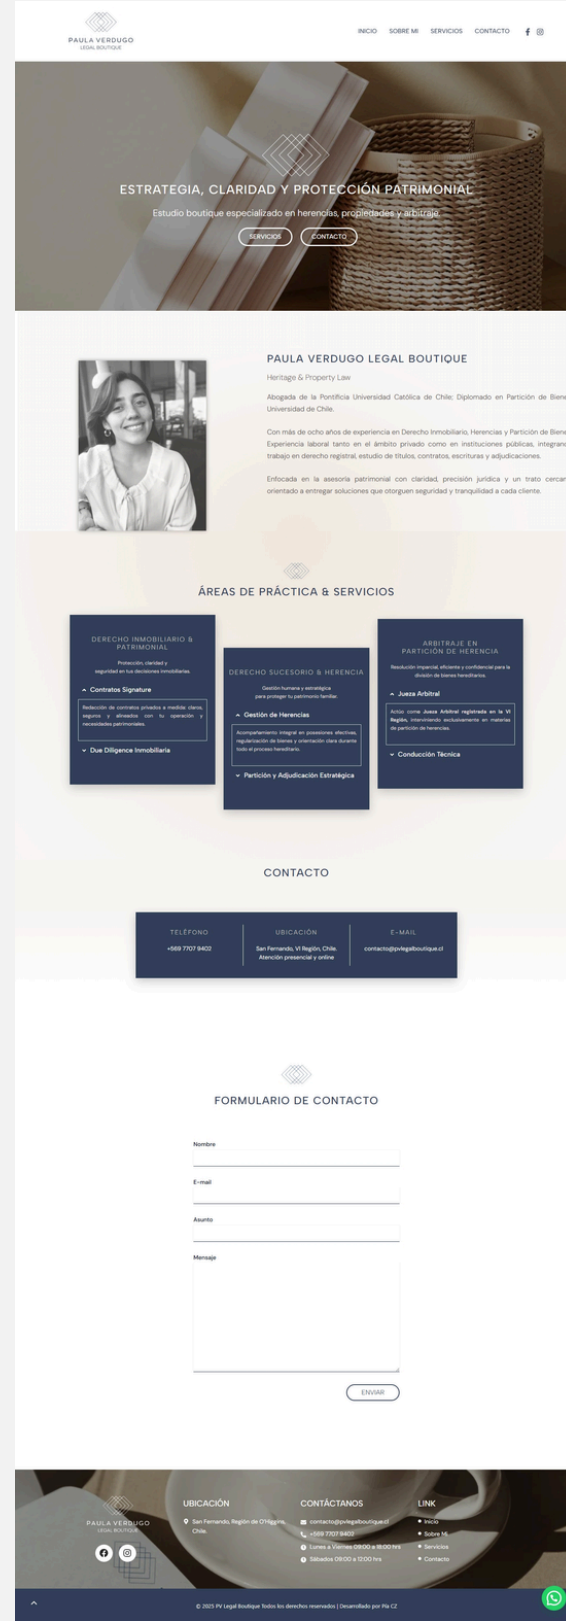 PAULA VERDUGO
LEGAL BOUTIQUE
INICIO SOBRE MI SERVICIOS CONTACTO
ESTRATEGIA, CLARIDAD Y PROTECCIÓN PATRIMONIAL
Estudio boutique especializado en herencias, propiedades y arbitraje.
SERVICIOS CONTACTO
PAULA VERDUGO LEGAL BOUTIQUE
Heritage & Property Law
Abogada de la Pontificia Universidad Católica de Chile; Diplomado en Partición de Biene
Universidad de Chile.
Con más de ocho años de experiencia en Derecho Inmobiliario, Herencias y Partición de Biene
Experiencia laboral tanto en el ámbito privado como en instituciones públicas, integrand
trabajo en derecho registral, estudio de títulos, contratos, escrituras y adjudicaciones.
Enfocada en la asesoría patrimonial con claridad, precisión jurídica y un trato cercan
orientado a entregar soluciones que otorguen seguridad y tranquilidad a cada cliente.
ÁREAS DE PRÁCTICA & SERVICIOS
DERECHO INMOBILIARIO &
PATRIMONIAL
Protección, claridad y
seguridad en tus decisiones inmobiliarias.
Contratos Signature
Redacción de contratos privados a medida: claros,
seguros y alineados con tu operación y
necesidades patrimoniales.
Due Diligence Inmobiliaria
DERECHO SUCESORIO & HERENCIA
Gestión humana y estratégica
para proteger tu patrimonio familiar.
Gestión de Herencias
Acompañamiento integral en posesiones efectivas,
regularización de bienes y orientación clara durante
todo el proceso hereditario.
Partición y Adjudicación Estratégica
ARBITRAJE EN
PARTICIÓN DE HERENCIA
Resolución imparcial, eficiente y confidencial para la
división de bienes hereditarios.
Jueza Arbitral
Actúo como Jueza Arbitral registrada en la VI
Región, interviniendo exclusivamente en materias
de partición de herencias.
Conducción Técnica
CONTACTO
TELÉFONO
+569 7707 9402
UBICACIÓN
San Fernando, VI Región, Chile.
Atención presencial y online
E-MAIL
contacto@pvlegalboutique.cl
FORMULARIO DE CONTACTO
Nombre
E-mail
Asunto
Mensaje
ENVIAR
PAULA VERDUGO
LEGAL BOUTIQUE
UBICACIÓN
San Fernando, Región de O'Higgins,
Chile.
CONTÁCTANOS
contacto@pvlegalboutique.cl
+569 7707 9402
Lunes a Viernes 09:00 a 18:00 hrs
Sábados 09:00 a 12:00 hrs
LINK
Inicio
Sobre Mi
Servicios
Contacto
© 2025 PV Legal Boutique Todos los derechos reservados | Desarrollado por Pía CZ